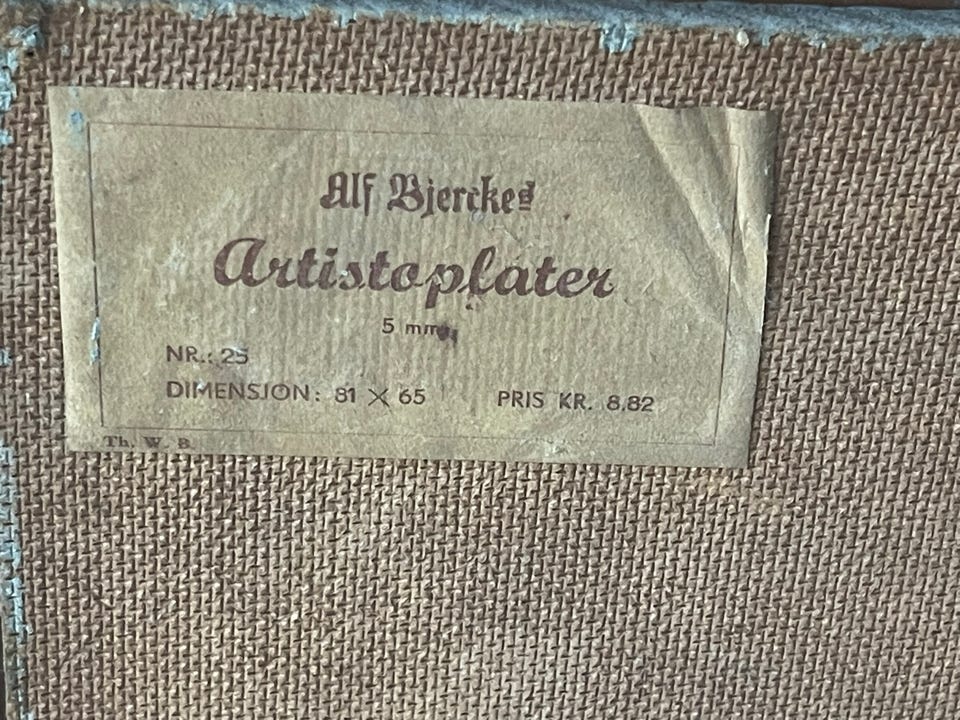 Alf Bjerckes
Artistoplater
5 mm
NR.: 25
DIMENSJON: 81 X 65 PRIS KR. 8.82
Th. W. B.